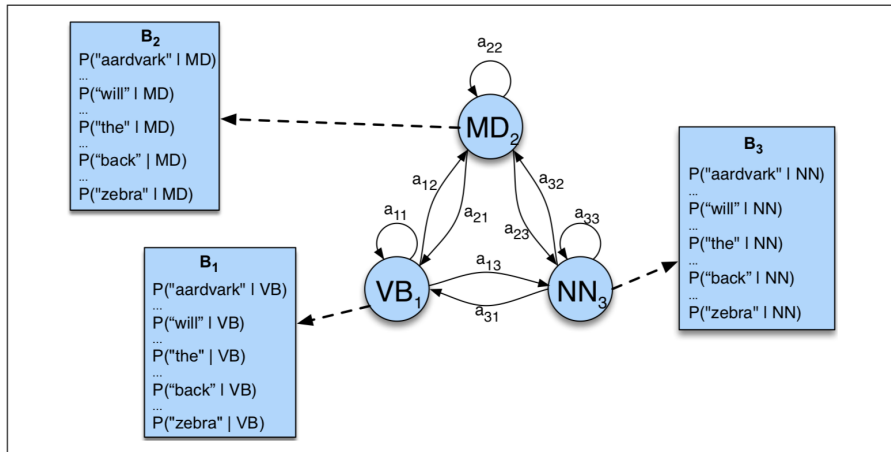 B2
P("aardvark" | MD)
...
P(“will” | MD)
...
P("the" | MD)
...
P(“back” | MD)
...
P("zebra" | MD)
a22
MD2
B3
P("aardvark" | NN)
...
P(“will” | NN)
...
P("the" | NN)
...
P(“back” | NN)
...
P("zebra" | NN)
a12
a32
a11
a21
a23
a33
B1
P("aardvark" | VB)
...
P(“will” | VB)
...
P("the" | VB)
...
P(“back” | VB)
...
P("zebra" | VB)
a13
VB1
NN3
a31